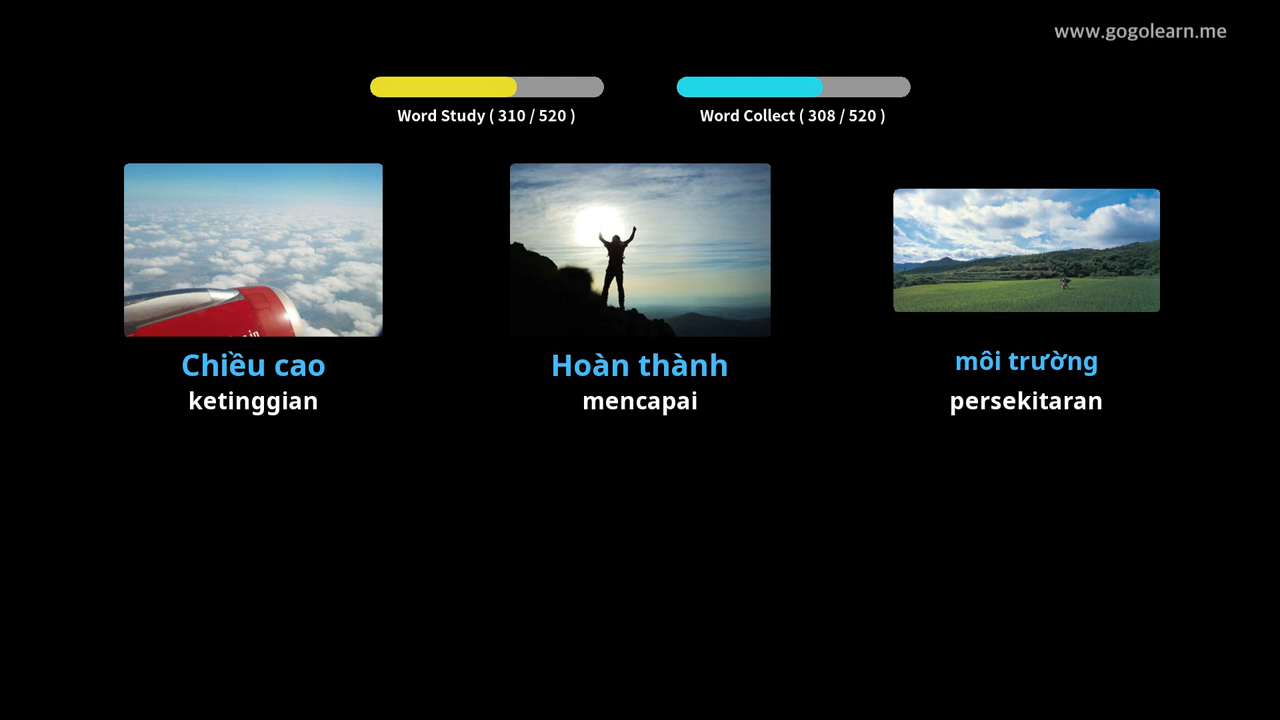 www.gogolearn.me
Word Study ( 310 / 520 )
Word Collect ( 308 / 520 )
Chiều cao
ketinggian
Hoàn thành
mencapai
môi trường
persekitaran